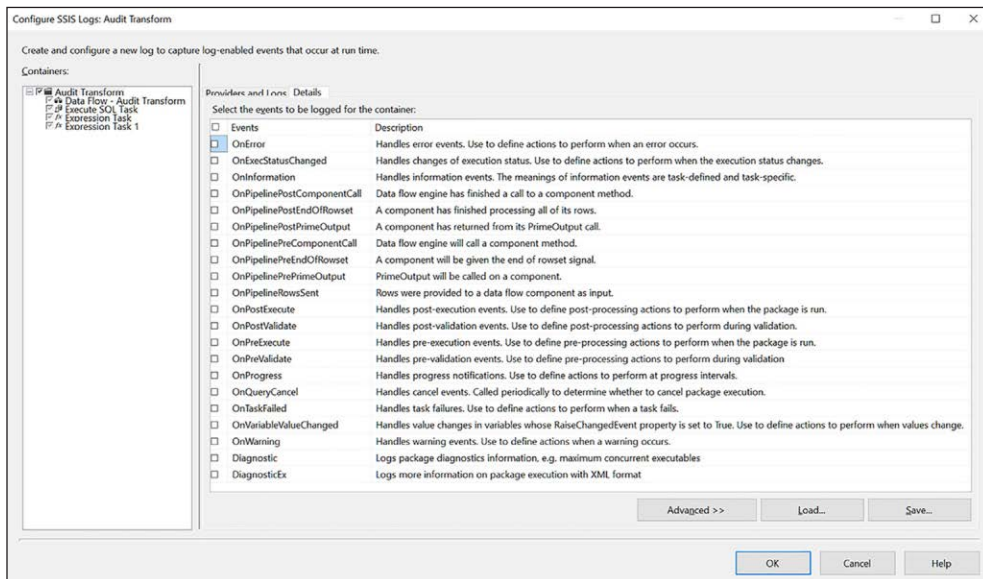 Configure SSIS Logs: Audit Transform
Create and configure a new log to capture log-enabled events that occur at run time.
Containers:
Audit Transform
Data Flow - Audit Transform
Execute SQL Task
Expression Task
Expression Task 1
Providers and Logs Details
Select the events to be logged for the container:
Events Description
OnError Handles error events. Use to define actions to perform when an error occurs.
OnExecStatusChanged Handles changes of execution status. Use to define actions to perform when the execution status changes.
OnInformation Handles information events. The meanings of information events are task-defined and task-specific.
OnPipelinePostComponentCall Data flow engine has finished a call to a component method.
OnPipelinePostEndOfRowset A component has finished processing all of its rows.
OnPipelinePostPrimeOutput A component has returned from its PrimeOutput call.
OnPipelinePreComponentCall Data flow engine will call a component method.
OnPipelinePreEndOfRowset A component will be given the end of rowset signal.
OnPipelinePrePrimeOutput PrimeOutput will be called on a component.
OnPipelineRowsSent Rows were provided to a data flow component as input.
OnPostExecute Handles post-execution events. Use to define post-processing actions to perform when the package is run.
OnPostValidate Handles post-validation events. Use to define post-processing actions to perform during validation.
OnPreExecute Handles pre-execution events. Use to define pre-processing actions to perform when the package is run.
OnPreValidate Handles pre-validation events. Use to define pre-processing actions to perform during validation
OnProgress Handles progress notifications. Use to define actions to perform at progress intervals.
OnQueryCancel Handles cancel events. Called periodically to determine whether to cancel package execution.
OnTaskFailed Handles task failures. Use to define actions to perform when a task fails.
OnVariableValueChanged Handles value changes in variables whose RaiseChangedEvent property is set to True. Use to define actions to perform when values change.
OnWarning Handles warning events. Use to define actions when a warning occurs.
Diagnostic Logs package diagnostics information, e.g. maximum concurrent executables
DiagnosticEx Logs more information on package execution with XML format
Advanced >> Load... Save...
OK Cancel Help